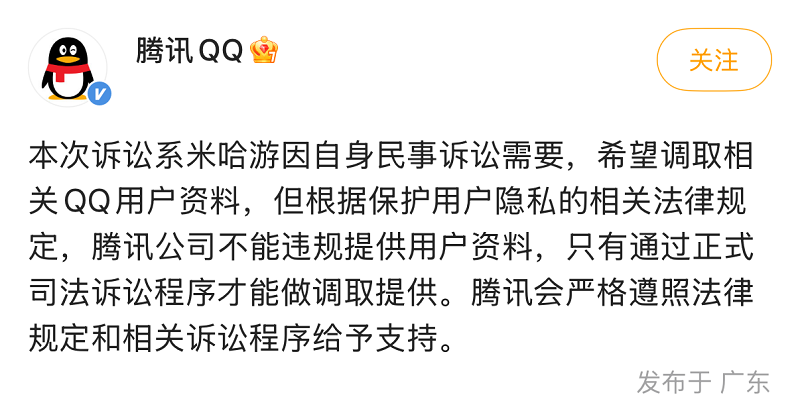 腾讯QQ
关注
本次诉讼系米哈游因自身民事诉讼需要，希望调取相
关QQ用户资料，但根据保护用户隐私的相关法律规
定，腾讯公司不能违规提供用户资料，只有通过正式
司法诉讼程序才能做调取提供。腾讯会严格遵照法律
规定和相关诉讼程序给予支持。
发布于 广东